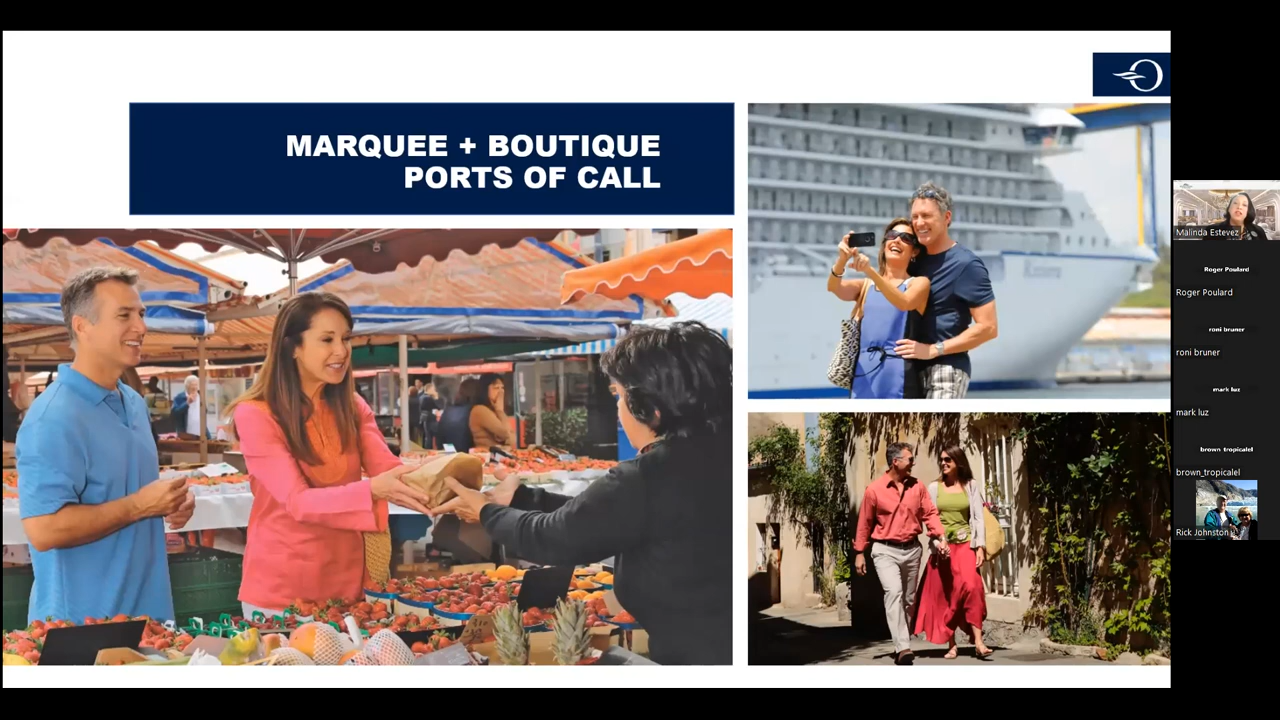 MARQUEE + BOUTIQUE
PORTS OF CALL
Malinda Estevez
Roger Poulard
Roger Poulard
roni bruner
roni bruner
mark luz
mark luz
brown_tropicalel
brown_tropicalel
Rick Johnston